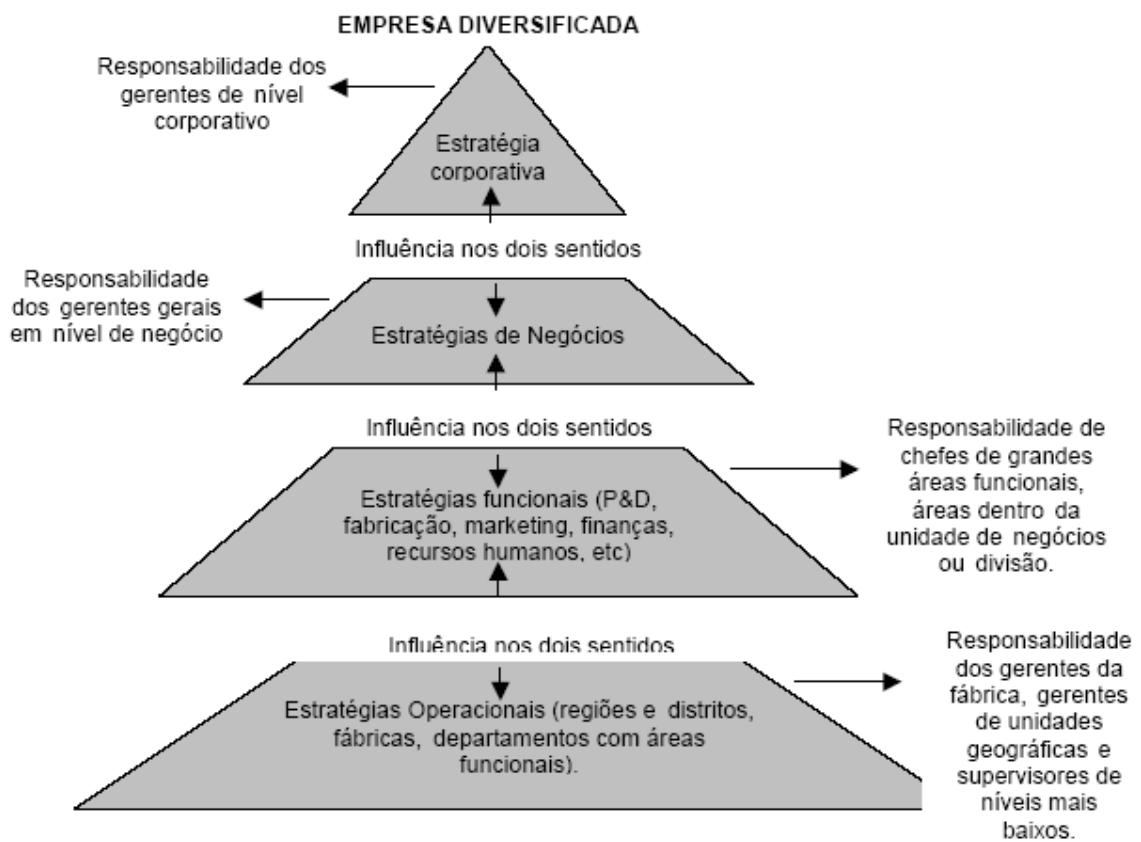 EMPRESA DIVERSIFICADA
Responsabilidade dos
gerentes de nível
corporativo
Estratégia
corporativa
Influência nos dois sentidos
Responsabilidade
dos gerentes gerais
em nível de negócio
Estratégias de Negócios
Influência nos dois sentidos
Estratégias funcionais (P&D,
fabricação, marketing, finanças,
recursos humanos, etc)
Responsabilidade de
chefes de grandes
áreas funcionais,
áreas dentro da
unidade de negócios
ou divisão.
Influência nos dois sentidos
Estratégias Operacionais (regiões e distritos,
fábricas, departamentos com áreas
funcionais).
Responsabilidade
dos gerentes da
fábrica, gerentes
de unidades
geográficas e
supervisores de
níveis mais
baixos.